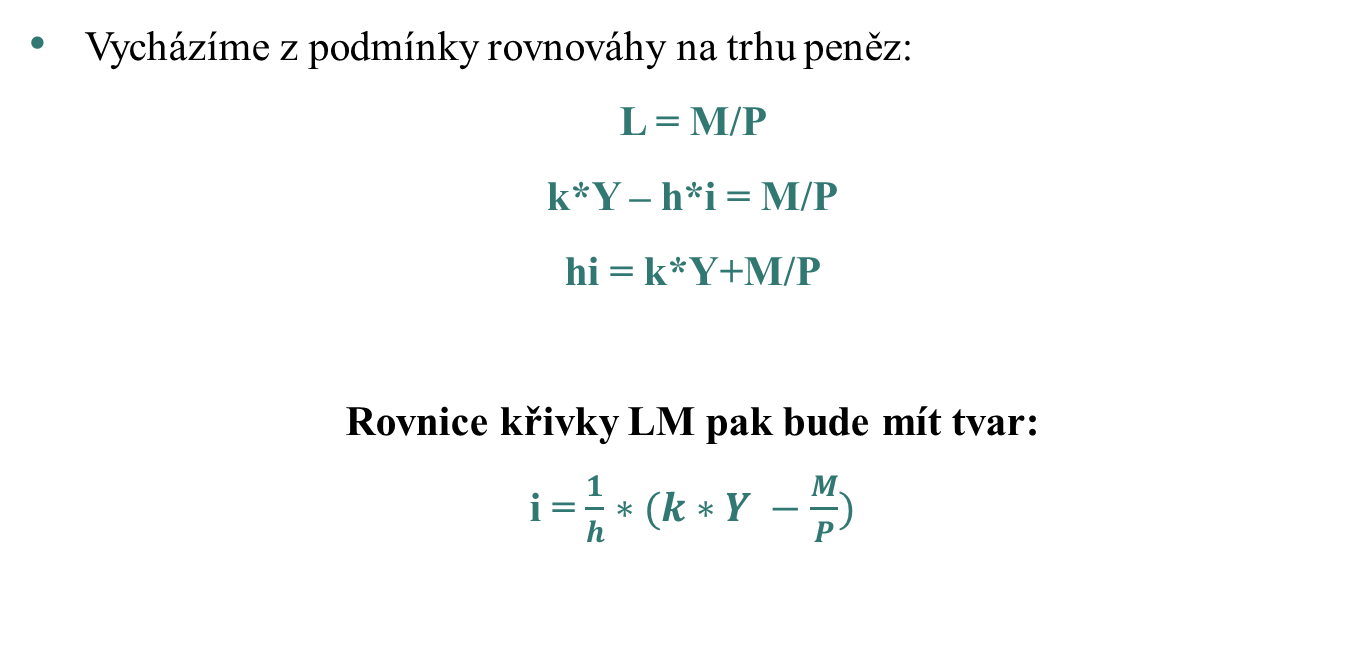 • Vycházíme z podmínky rovnováhy na trhu peněz:
L = M/P
k*Y – h*i = M/P
hi = k*Y+M/P
Rovnice křivky LM pak bude mít tvar:
i = 1/h * (k * Y − M/P)